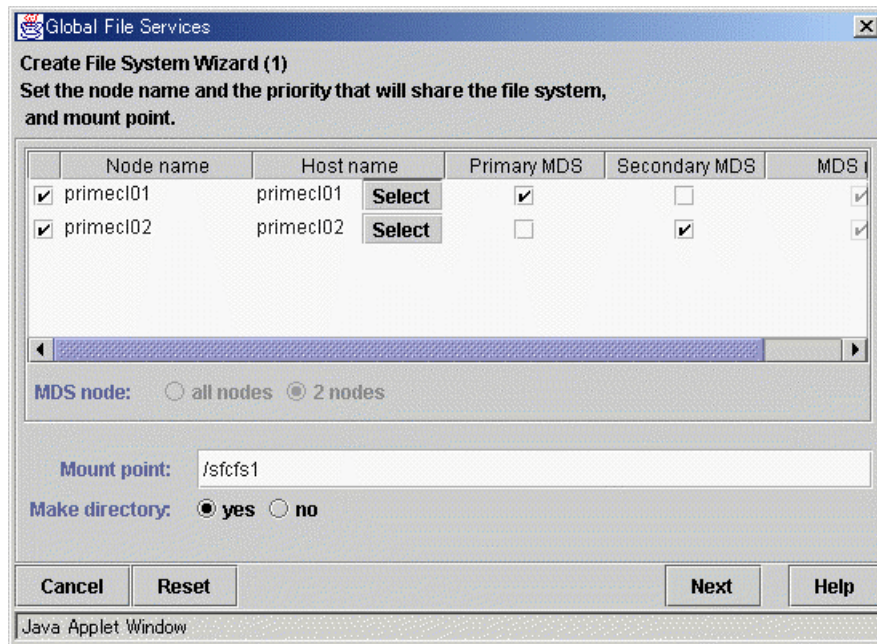 Global File Services
Create File System Wizard (1)
Set the node name and the priority that will share the file system,
and mount point.
Node name Host name Primary MDS Secondary MDS MDS
primecl01 primecl01 Select
primecl02 primecl02 Select
MDS node: all nodes 2 nodes
Mount point: /sfcfs1
Make directory: yes no
Cancel Reset Next Help
Java Applet Window